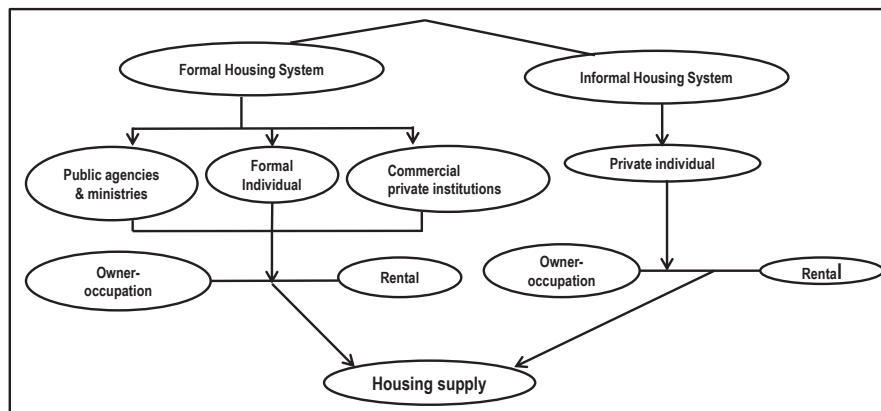 Formal Housing System
Informal Housing System
Public agencies
& ministries
Formal
Individual
Commercial
private institutions
Private individual
Owner-
occupation
Rental
Owner-
occupation
Rental
Housing supply